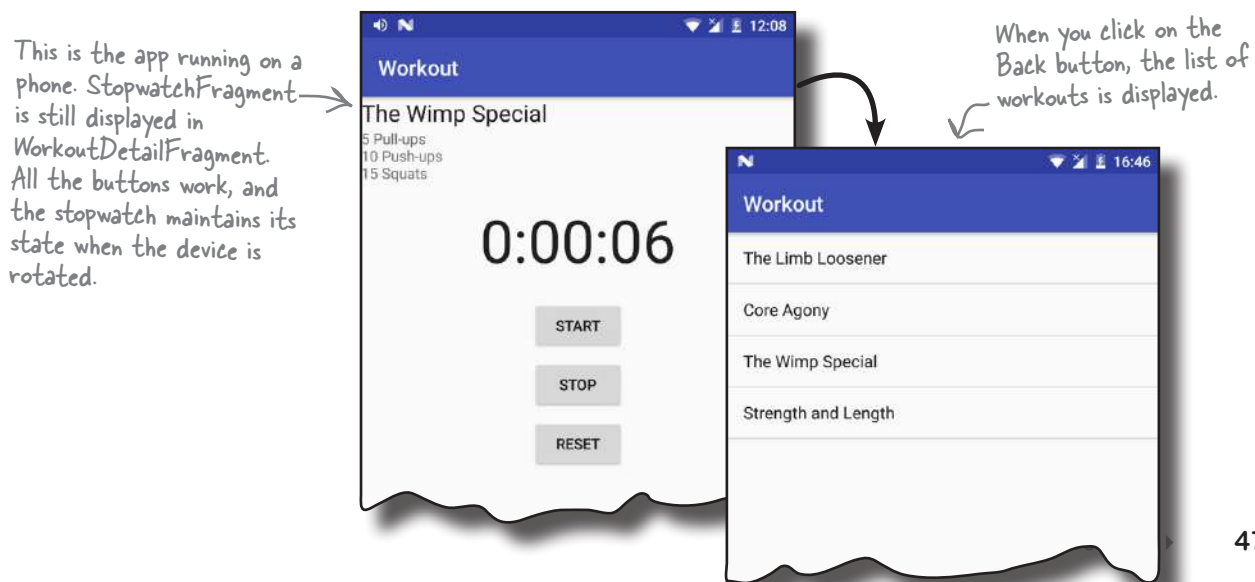 This is the app running on a
phone. StopwatchFragment
is still displayed in
WorkoutDetailFragment.
All the buttons work, and
the stopwatch maintains its
state when the device is
rotated.
12:08
Workout
The Wimp Special
5 Pull-ups
10 Push-ups
15 Squats
0:00:06
START
STOP
RESET
When you click on the
Back button, the list of
workouts is displayed.
16:46
Workout
The Limb Loosener
Core Agony
The Wimp Special
Strength and Length
47